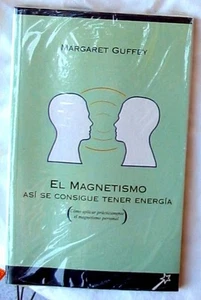 MARGARET GUFFEY
EL MAGNETISMO
ASÍ SE CONSIGUE TENER ENERGÍA
(Cómo aplicar prácticamente
el magnetismo personal)